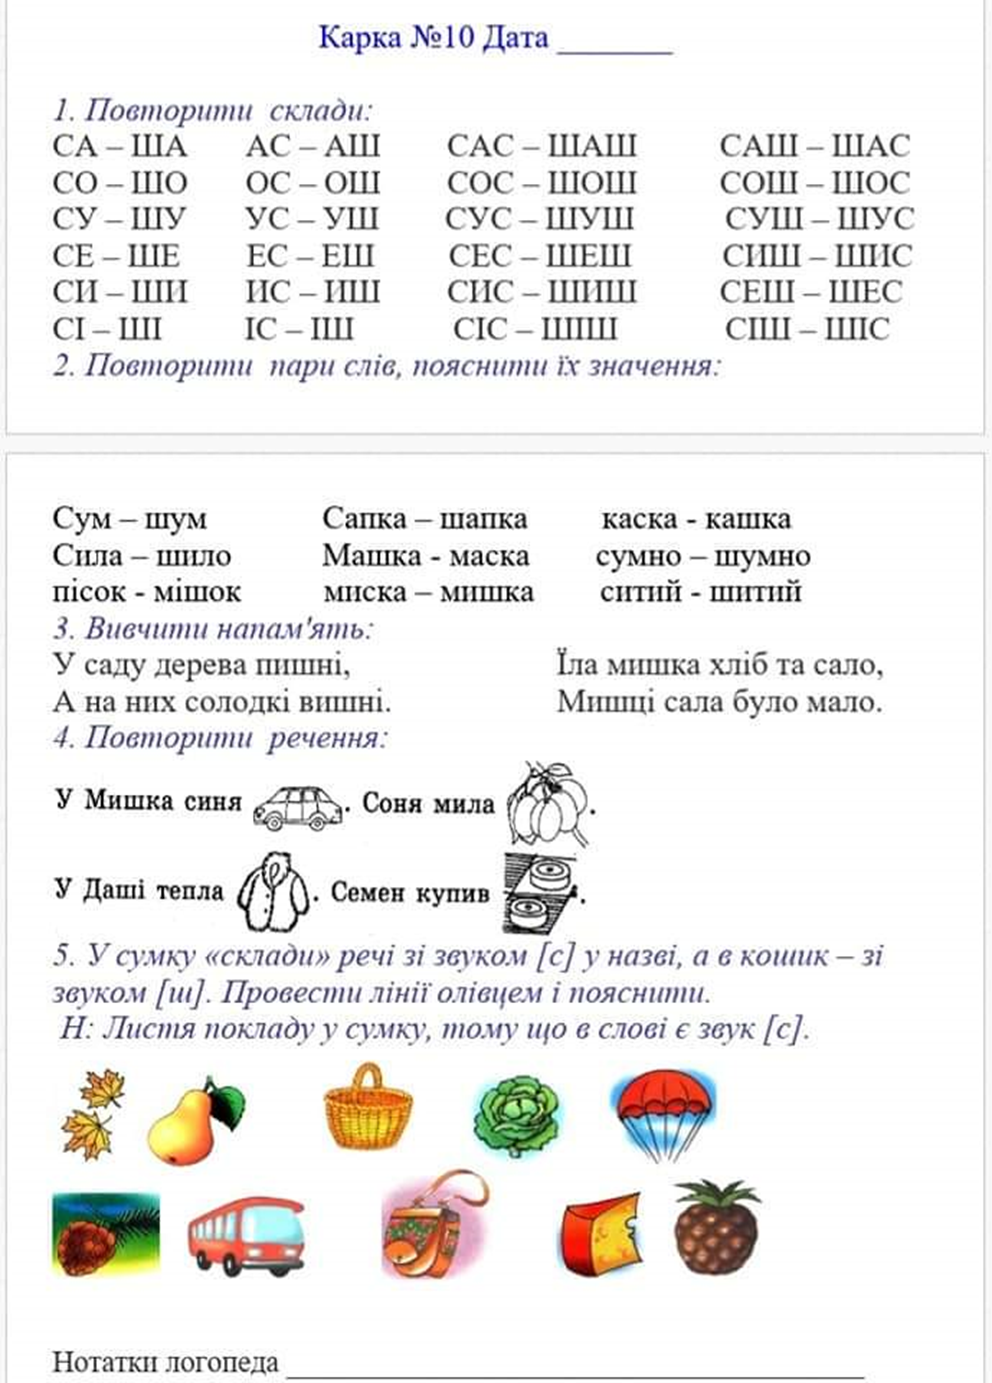 Карка №10 Дата ________
1. Повторити склади:
СА – ША АС – АШ САС – ШАШ САШ – ШАС
СО – ШО ОС – ОШ СОС – ШОШ СОШ – ШОС
СУ – ШУ УС – УШ СУС – ШУШ СУШ – ШУС
СЕ – ШЕ ЕС – ЕШ СЕС – ШЕШ СИШ – ШИС
СИ – ШИ ИС – ИШ СИС – ШИШ СЕШ – ШЕС
СІ – ШІ ІС – ІШ СІС – ШІШ СІШ – ШІС
2. Повторити пари слів, пояснити їх значення:
Сум – шум Сапка – шапка каска - кашка
Сила – шило Машка - маска сумно – шумно
пісок - мішок миска – мишка ситий - шитий
3. Вивчити напам'ять:
У саду дерева пишні, Їла мишка хліб та сало,
А на них солодкі вишні. Мишці сала було мало.
4. Повторити речення:
У Мишка синя . Соня мила .
У Даші тепла . Семен купив .
5. У сумку «склади» речі зі звуком [с] у назві, а в кошик – зі
звуком [ш]. Провести лінії олівцем і пояснити.
Н: Листя покладу у сумку, тому що в слові є звук [с].
Нотатки логопеда ________________________________________